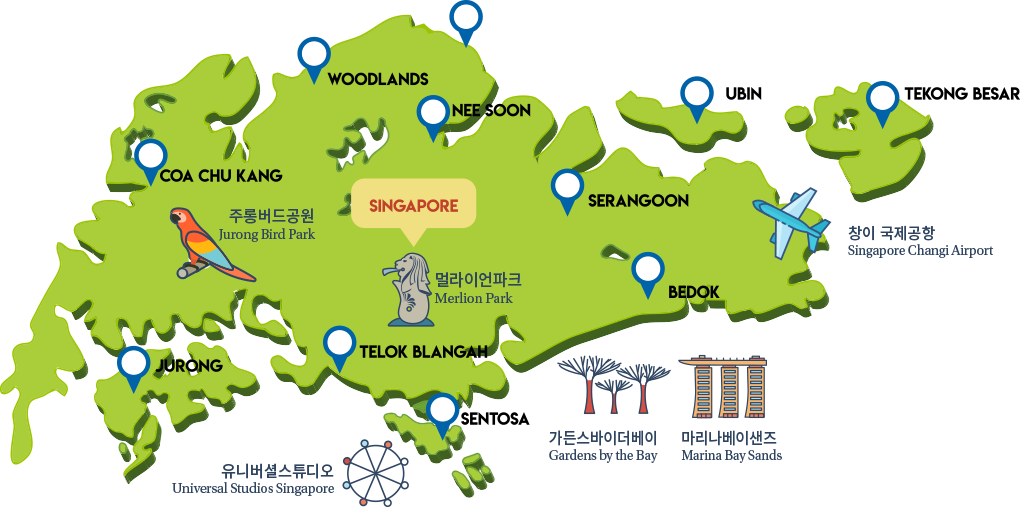 WOODLANDS
NEE SOON
UBIN
TEKONG BESAR
COA CHU KANG
SERANGOON
SINGAPORE
주롱버드공원
Jurong Bird Park
창이 국제공항
Singapore Changi Airport
멀라이언파크
Merlion Park
BEDOK
TELOK BLANGAH
JURONG
SENTOSA
가든스바이더베이
Gardens by the Bay
마리나베이샌즈
Marina Bay Sands
유니버셜스튜디오
Universal Studios Singapore